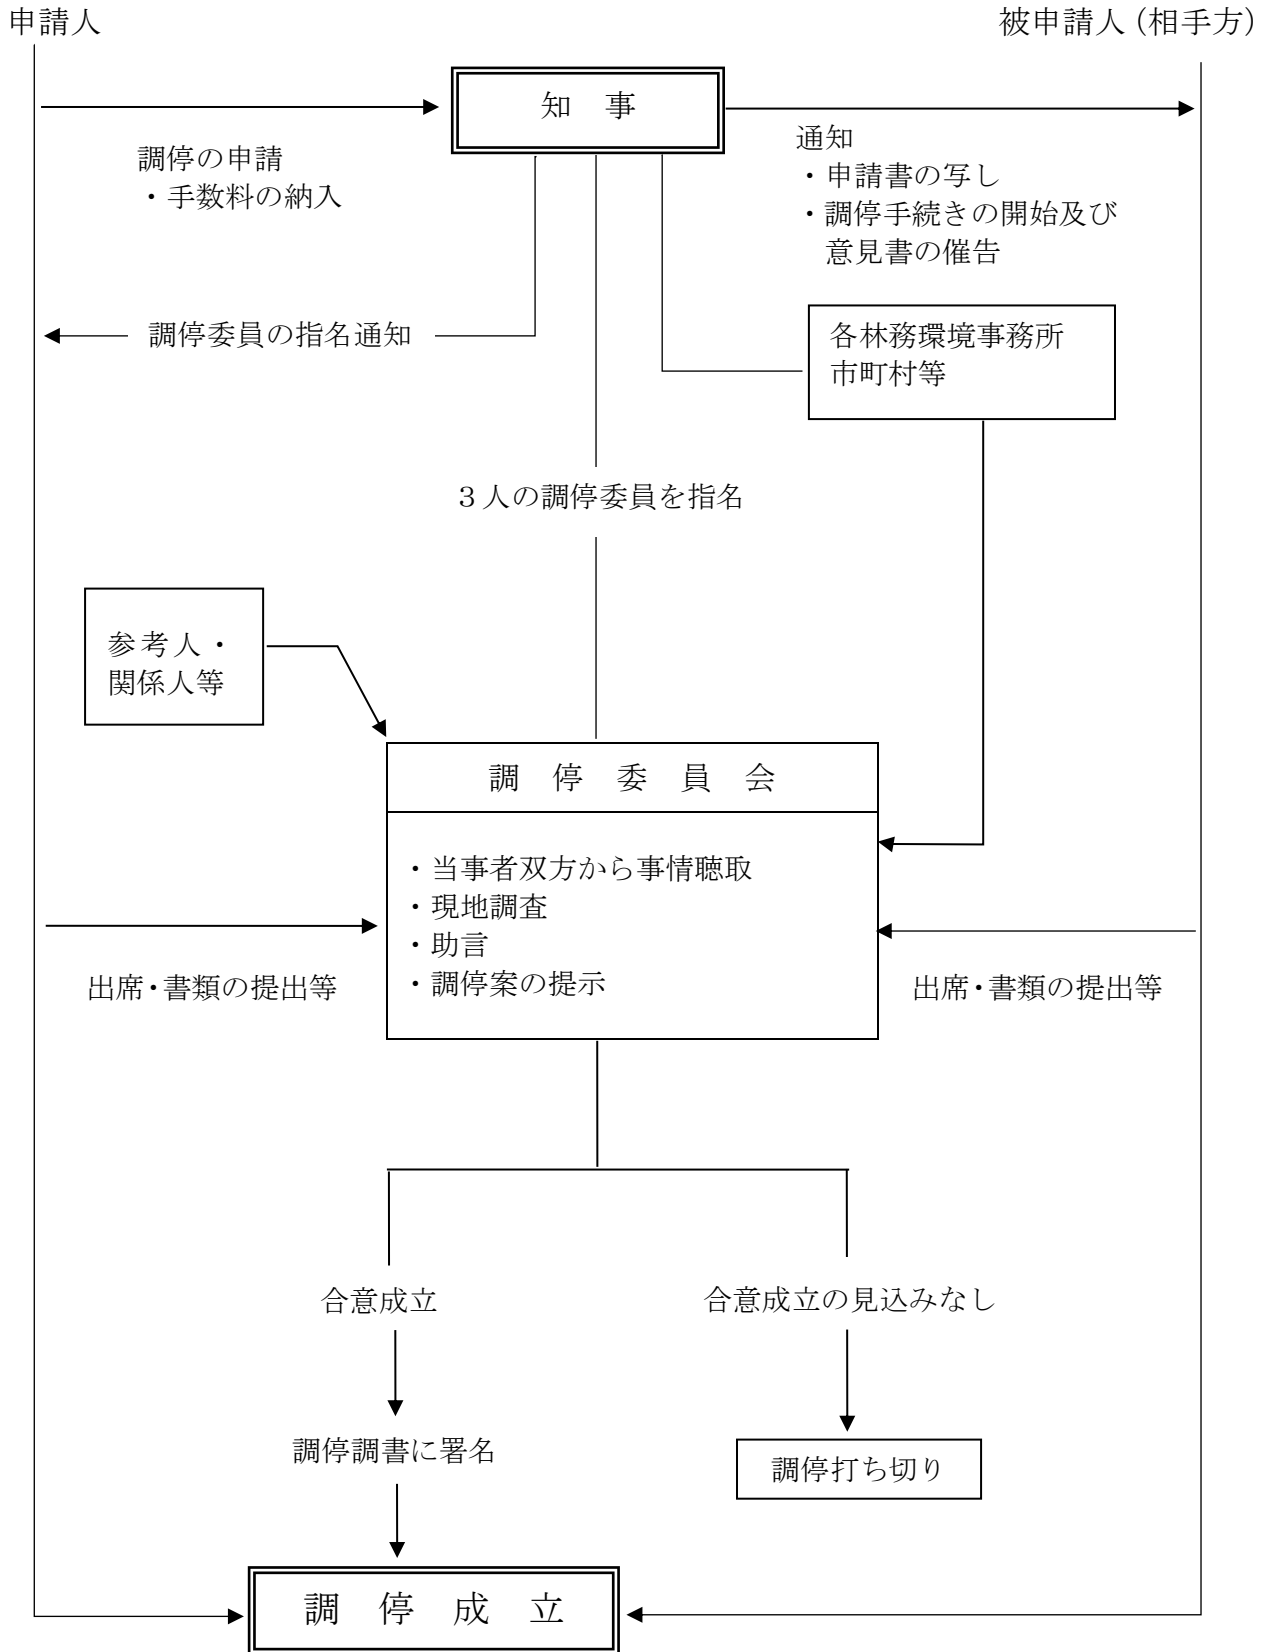 申請人
被申請人（相手方）
知　事
調停の申請
・手数料の納入
通知
・申請書の写し
・調停手続きの開始及び
意見書の催告
調停委員の指名通知
各林務環境事務所
市町村等
３人の調停委員を指名
参考人・
関係人等
調　停　委　員　会
・当事者双方から事情聴取
・現地調査
・助言
・調停案の提示
出席・書類の提出等
出席・書類の提出等
合意成立
合意成立の見込みなし
調停調書に署名
調停打ち切り
調　停　成　立